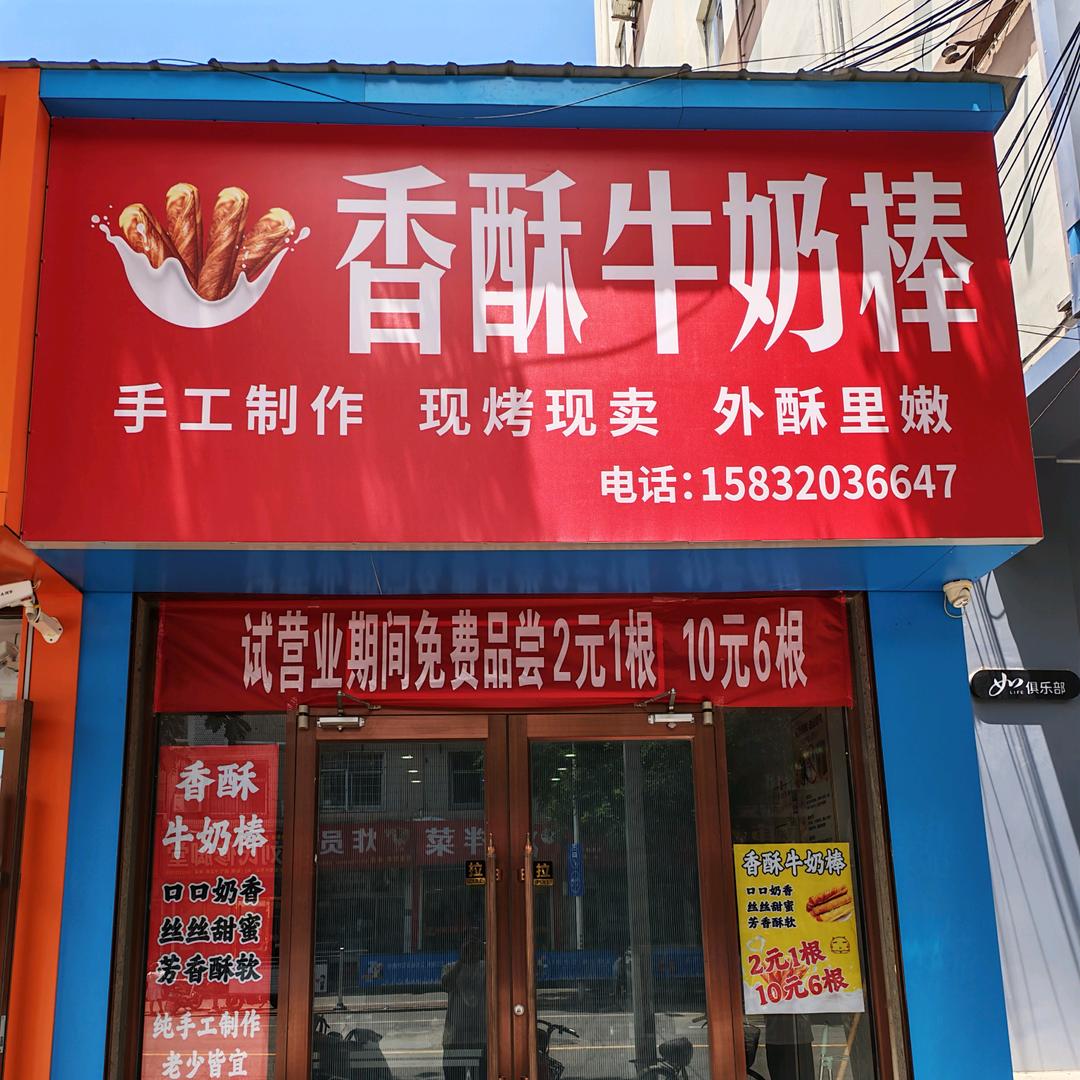 香酥牛奶棒
手工制作 现烤现卖 外酥里嫩
电话:15832036647
试营业期间免费品尝2元1根 10元6根
如
LIFE 俱乐部
香酥
牛奶棒
口口奶香
丝丝甜蜜
芳香酥软
纯手工制作
老少皆宜
拉
拉
香酥牛奶棒
口口奶香
丝丝甜蜜
芳香酥软
2元1根
10元6根